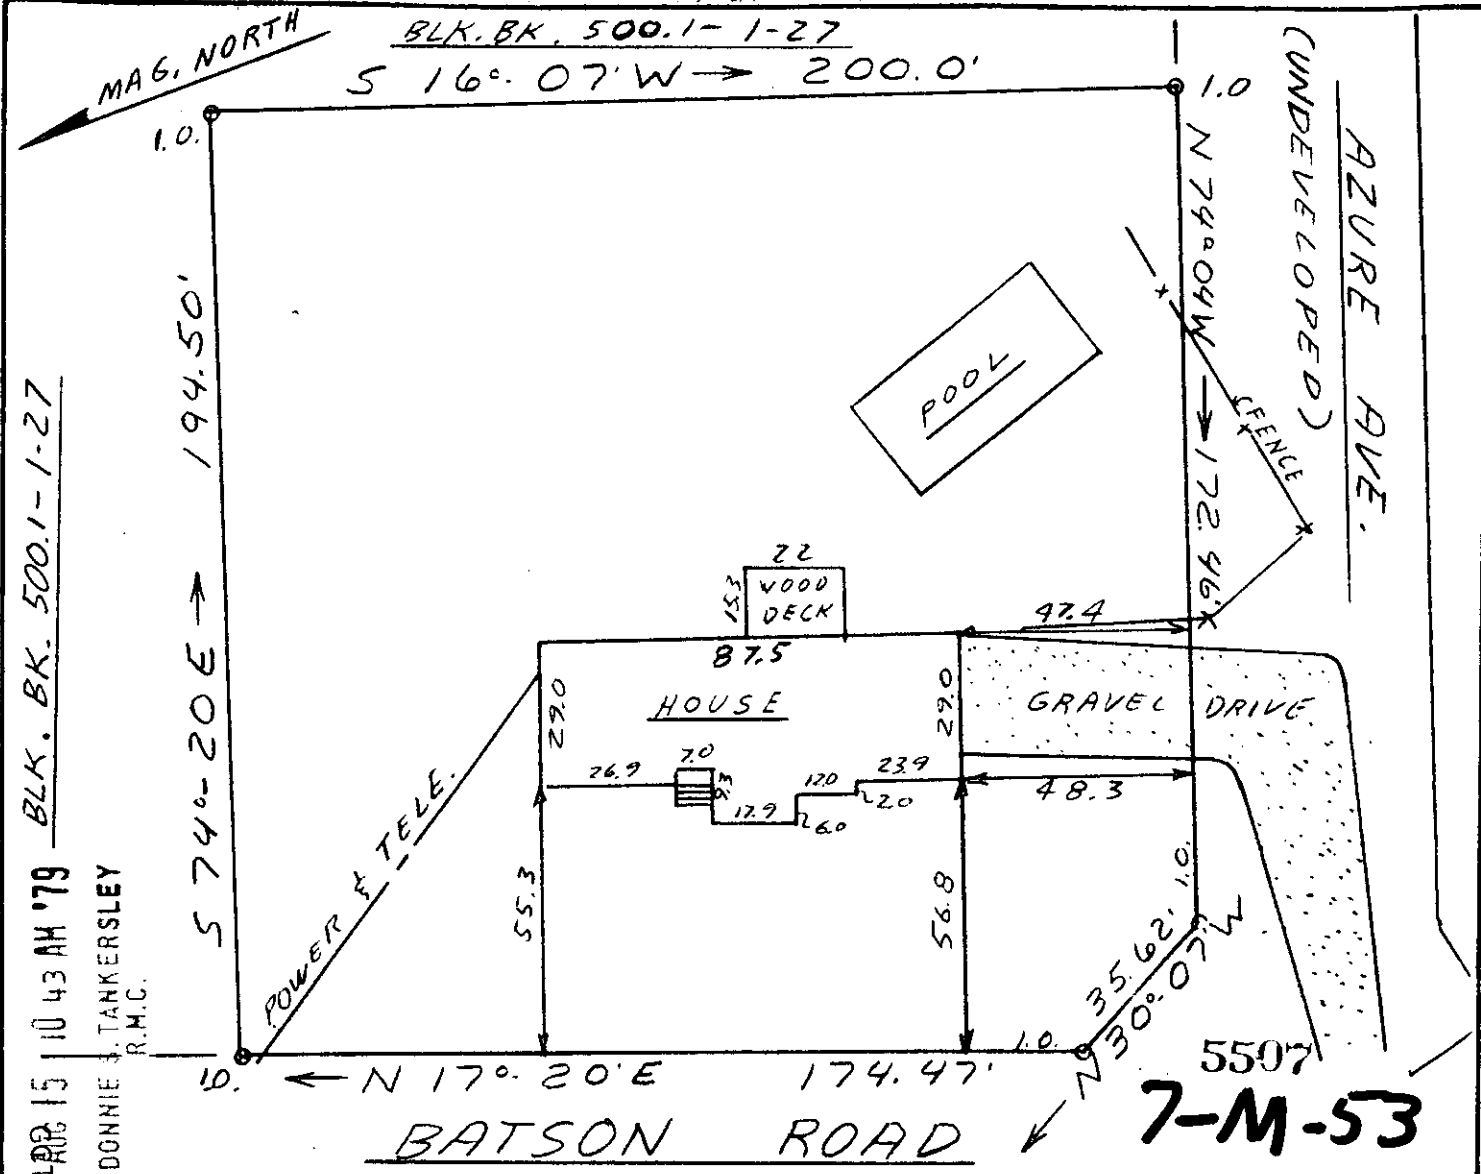 MAG. NORTH
BLK. BK. 500.1-1-27
S 16°-07'W → 200.0'
1.0.
1.0
N 74°04W → 172.46'
(UNDEVELOPED)
AZURE AVE.
194.50'
S 74°-20E →
BLK. BK. 500.1-1-27
POOL
FENCE
22
15.3
WOOD
DECK
47.4
87.5
29.0
HOUSE
29.0
GRAVEL DRIVE
26.9
7.0
9.3
17.9
6.0
12.0
2.0
23.9
48.3
POWER & TELE.
55.3
56.8
1.0.
35.62'
N 30°-07' W
1.0.
1.0.
← N 17°-20'E 174.47'
BATSON ROAD
5507
7-M-53
AUG 15 10 43 AM '79
DONNIE S. TANKERSLEY
R.M.C.